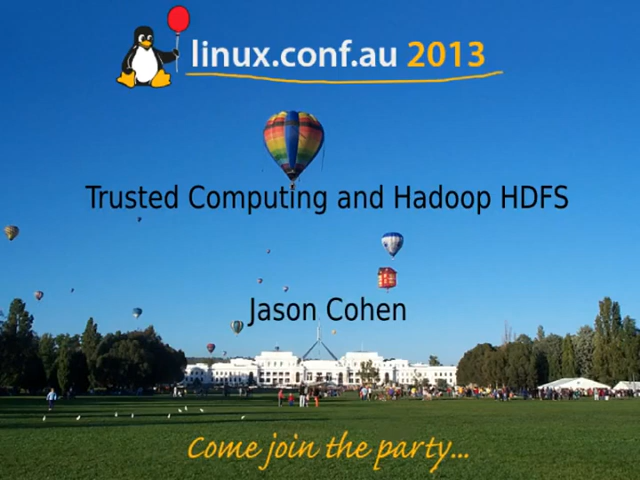 linux.conf.au 2013
Trusted Computing and Hadoop HDFS
Jason Cohen
Come join the party...